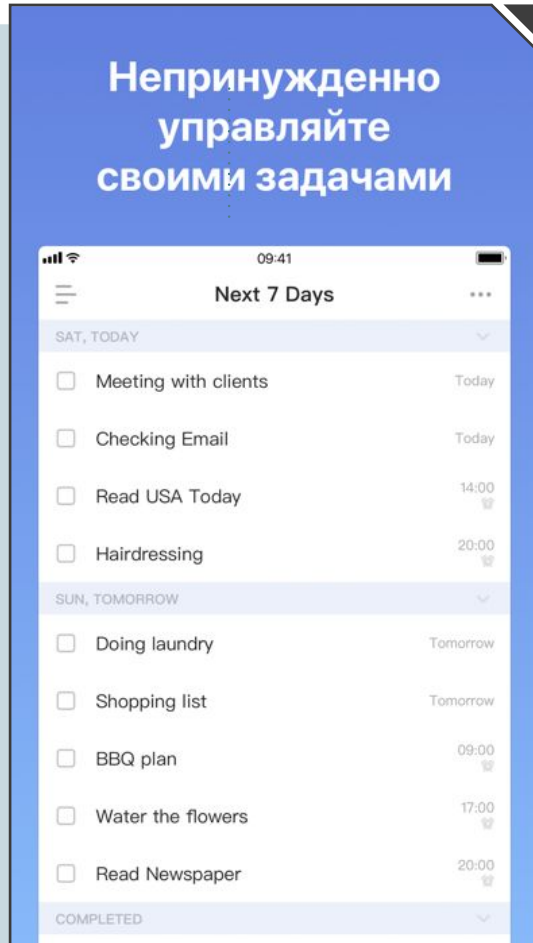 Непринужденно
управляйте
своими задачами
09:41
Next 7 Days
SAT, TODAY
Meeting with clients Today
Checking Email Today
Read USA Today 14:00
Hairdressing 20:00
SUN, TOMORROW
Doing laundry Tomorrow
Shopping list Tomorrow
BBQ plan 09:00
Water the flowers 17:00
Read Newspaper 20:00
COMPLETED